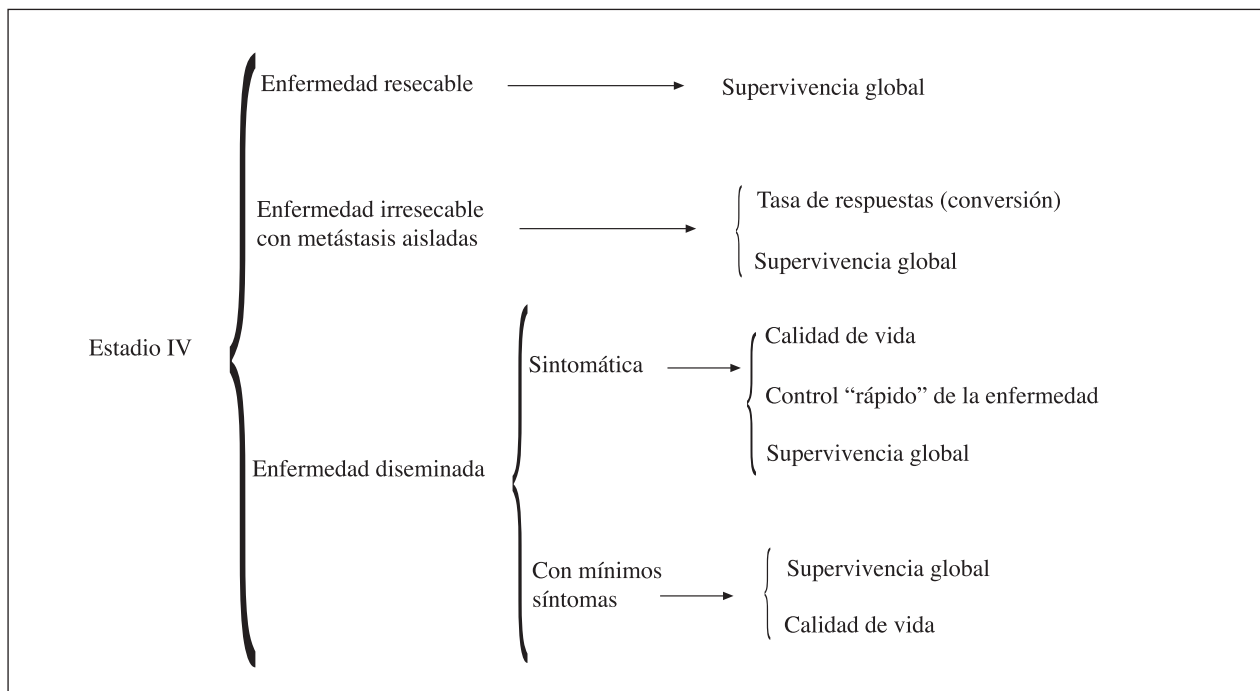 Estadio IV
Enfermedad resecable
Supervivencia global
Enfermedad irresecable
con metástasis aisladas
Tasa de respuestas (conversión)
Supervivencia global
Enfermedad diseminada
Sintomática
Calidad de vida
Control “rápido” de la enfermedad
Supervivencia global
Con mínimos
síntomas
Supervivencia global
Calidad de vida